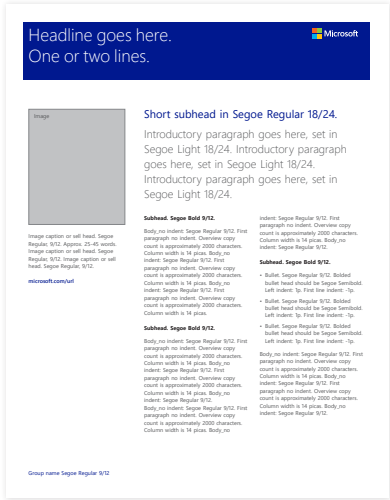 Headline goes here.
One or two lines.
Microsoft
Image
Image caption or sell head. Segoe
Regular, 9/12. Approx. 25-45 words.
Image caption or sell head. Segoe
Regular, 9/12. Image caption or sell
head. Segoe Regular, 9/12.
microsoft.com/url
Short subhead in Segoe Regular 18/24.
Introductory paragraph goes here, set in
Segoe Light 18/24. Introductory paragraph
goes here, set in Segoe Light 18/24.
Introductory paragraph goes here, set in
Segoe Light 18/24.
Subhead. Segoe Bold 9/12.
Body_no indent: Segoe Regular 9/12. First
paragraph no indent. Overview copy
count is approximately 2000 characters.
Column width is 14 picas. Body_no
indent: Segoe Regular 9/12. First
paragraph no indent. Overview copy
count is approximately 2000 characters.
Column width is 14 picas. Body_no
indent: Segoe Regular 9/12. First
paragraph no indent. Overview copy
count is approximately 2000 characters.
Column width is 14 picas.
Subhead. Segoe Bold 9/12.
Body_no indent: Segoe Regular 9/12. First
paragraph no indent. Overview copy
count is approximately 2000 characters.
Column width is 14 picas. Body_no
indent: Segoe Regular 9/12. First
paragraph no indent. Overview copy
count is approximately 2000 characters.
Column width is 14 picas. Body_no
indent: Segoe Regular 9/12.
Body_no indent: Segoe Regular 9/12. First
paragraph no indent. Overview copy
count is approximately 2000 characters.
Column width is 14 picas. Body_no
indent: Segoe Regular 9/12. First
paragraph no indent. Overview copy
count is approximately 2000 characters.
Column width is 14 picas. Body_no
indent: Segoe Regular 9/12.
Subhead. Segoe Bold 9/12.
• Bullet. Segoe Regular 9/12. Bolded
bullet head should be Segoe Semibold.
Left indent: 1p. First line indent: -1p.
• Bullet. Segoe Regular 9/12. Bolded
bullet head should be Segoe Semibold.
Left indent: 1p. First line indent: -1p.
• Bullet. Segoe Regular 9/12. Bolded
bullet head should be Segoe Semibold.
Left indent: 1p. First line indent: -1p.
Body_no indent: Segoe Regular 9/12. First
paragraph no indent. Overview copy
count is approximately 2000 characters.
Column width is 14 picas. Body_no
indent: Segoe Regular 9/12. First
paragraph no indent. Overview copy
count is approximately 2000 characters.
Column width is 14 picas. Body_no
indent: Segoe Regular 9/12.
Group name Segoe Regular 9/12